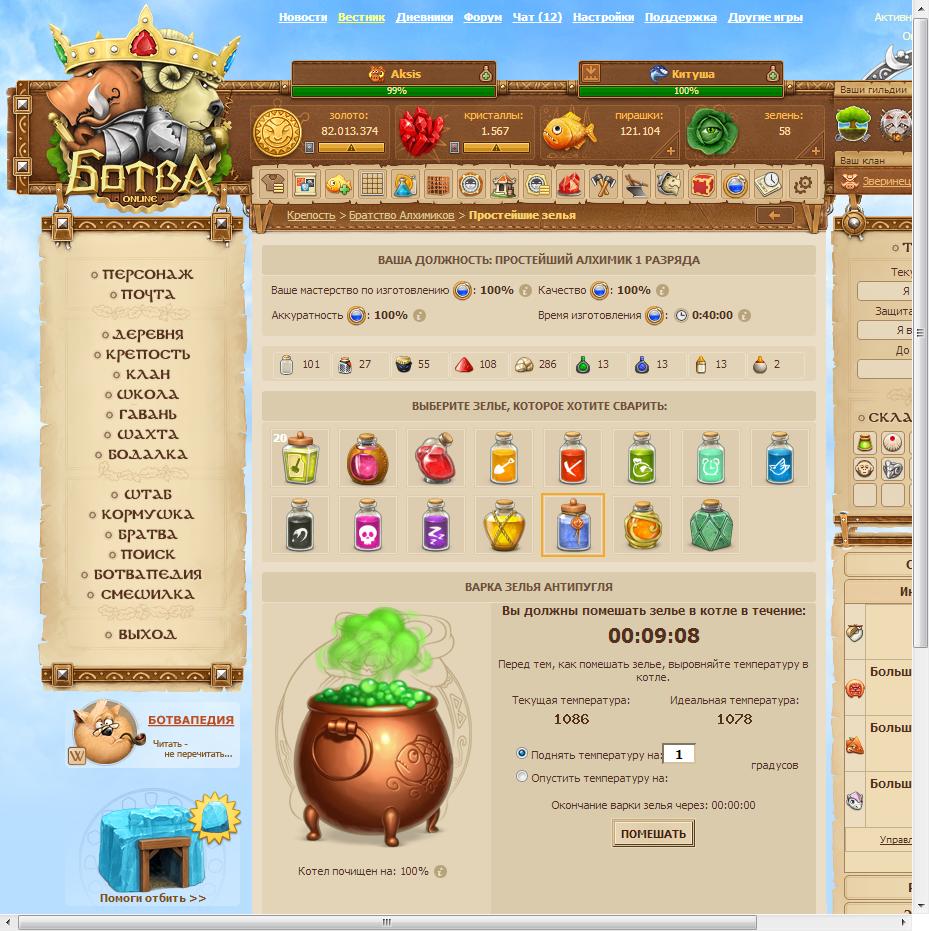 Новости Вестник Дневники Форум Чат (12) Настройки Поддержка Другие игры Активн
Aksis
99%
Китуша
100%
Ваши гильдии
золото:
82.013.374
кристаллы:
1.567
пирашки:
121.104
зелень:
58
БОТВА
ONLINE
Ваш клан
Зверинец
Крепость > Братство Алхимиков > Простейшие зелья
ПЕРСОНАЖ
ПОЧТА
ДЕРЕВНЯ
КРЕПОСТЬ
КЛАН
ШКОЛА
ГАВАНЬ
ШАХТА
БОДАЛКА
ШТАБ
КОРМУШКА
БРАТВА
ПОИСК
БОТВАПЕДИЯ
СМЕШИЛКА
ВЫХОД
БОТВАПЕДИЯ
Читать -
не перечитать...
W
Помоги отбить >>
ВАША ДОЛЖНОСТЬ: ПРОСТЕЙШИЙ АЛХИМИК 1 РАЗРЯДА
Ваше мастерство по изготовлению : 100% Качество : 100%
Аккуратность : 100% Время изготовления : 0:40:00
101 27 55 108 286 13 13 13 2
ВЫБЕРИТЕ ЗЕЛЬЕ, КОТОРОЕ ХОТИТЕ СВАРИТЬ:
20
ВАРКА ЗЕЛЬЯ АНТИПУГЛЯ
Вы должны помешать зелье в котле в течение:
00:09:08
Перед тем, как помешать зелье, выровняйте температуру в
котле.
Текущая температура: Идеальная температура:
1086 1078
Поднять температуру на: 1
градусов
Опустить температуру на:
Окончание варки зелья через: 00:00:00
ПОМЕШАТЬ
Котел почищен на: 100%
Т
Теку
Я
Защита
Я в
До
СКЛА
С
Ин
Больш
Больш
Больш
Управл